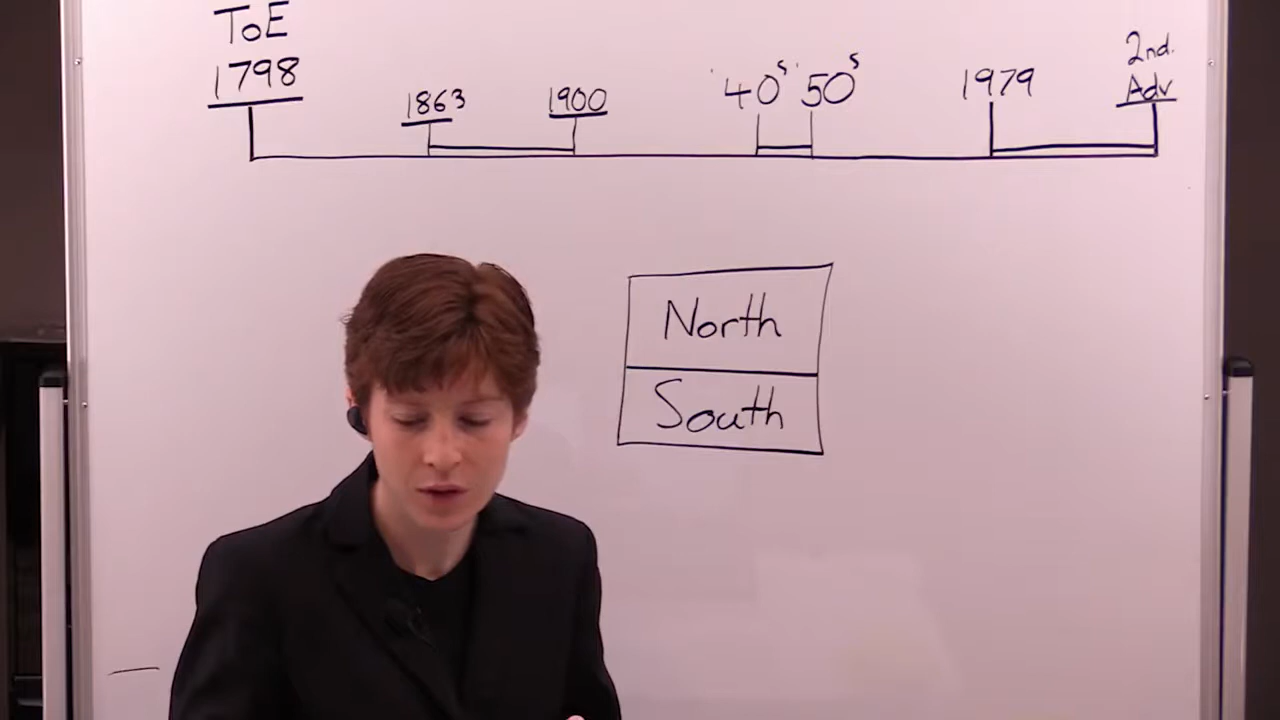 ToE
1798
1863
1900
'40s '50s
1979
2nd.
Adv
North
South